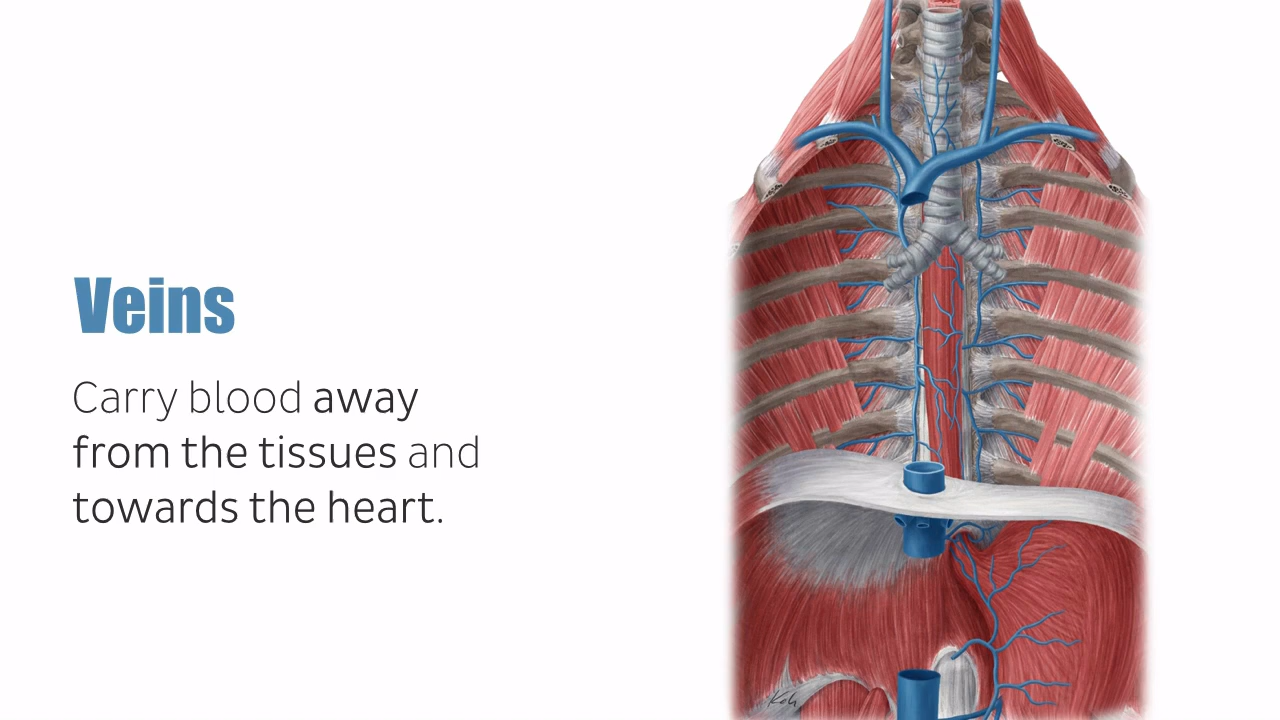 Veins
Carry blood away
from the tissues and
towards the heart.